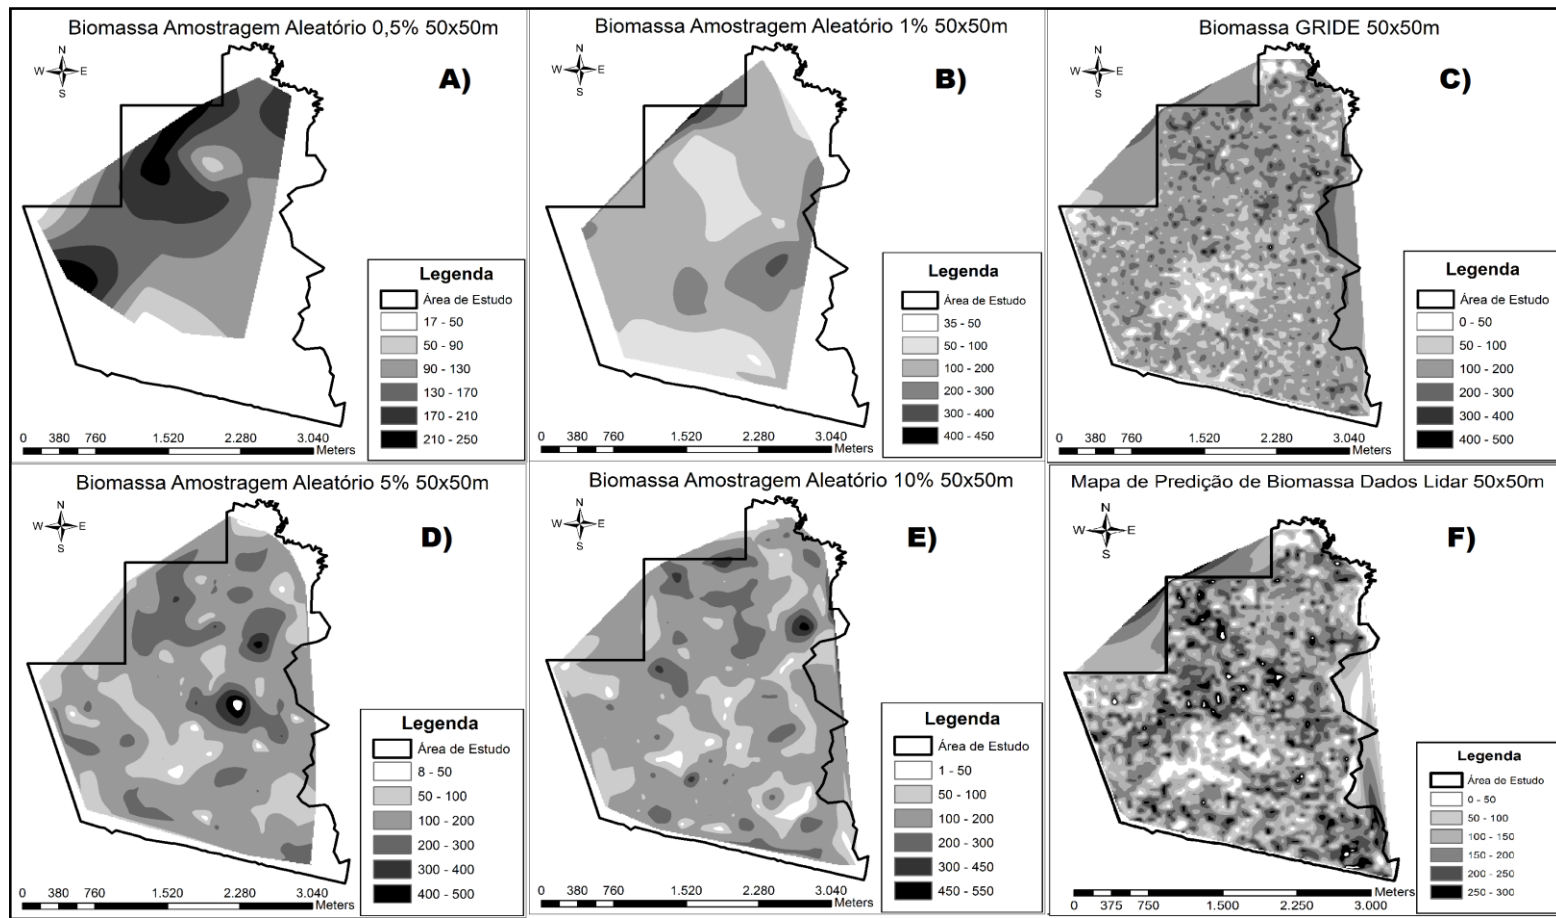 Biomassa Amostragem Aleatório 0,5% 50x50m
N
W E
S
A)
Legenda
Área de Estudo
17 - 50
50 - 90
90 - 130
130 - 170
170 - 210
210 - 250
0 380 760 1.520 2.280 3.040
Meters
Biomassa Amostragem Aleatório 1% 50x50m
N
W E
S
B)
Legenda
Área de Estudo
35 - 50
50 - 100
100 - 200
200 - 300
300 - 400
400 - 450
0 380 760 1.520 2.280 3.040
Meters
Biomassa GRIDE 50x50m
N
W E
S
C)
Legenda
Área de Estudo
0 - 50
50 - 100
100 - 200
200 - 300
300 - 400
400 - 500
0 380 760 1.520 2.280 3.040
Meters
Biomassa Amostragem Aleatório 5% 50x50m
N
W E
S
D)
Legenda
Área de Estudo
8 - 50
50 - 100
100 - 200
200 - 300
300 - 400
400 - 500
0 380 760 1.520 2.280 3.040
Meters
Biomassa Amostragem Aleatório 10% 50x50m
N
W E
S
E)
Legenda
Área de Estudo
1 - 50
50 - 100
100 - 200
200 - 300
300 - 450
450 - 550
0 380 760 1.520 2.280 3.040
Meters
Mapa de Predição de Biomassa Dados Lidar 50x50m
N
W E
S
F)
Legenda
Área de Estudo
0 - 50
50 - 100
100 - 150
150 - 200
200 - 250
250 - 300
Meters
0 375 750 1.500 2.250 3.000